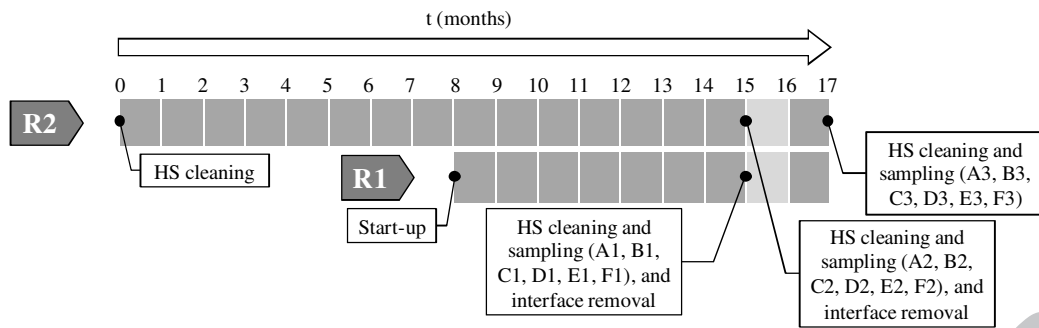 t (months)
0 1 2 3 4 5 6 7 8 9 10 11 12 13 14 15 16 17
R2
HS cleaning
R1
Start-up
HS cleaning and
sampling (A1, B1,
C1, D1, E1, F1), and
interface removal
HS cleaning and
sampling (A2, B2,
C2, D2, E2, F2), and
interface removal
HS cleaning and
sampling (A3, B3,
C3, D3, E3, F3)